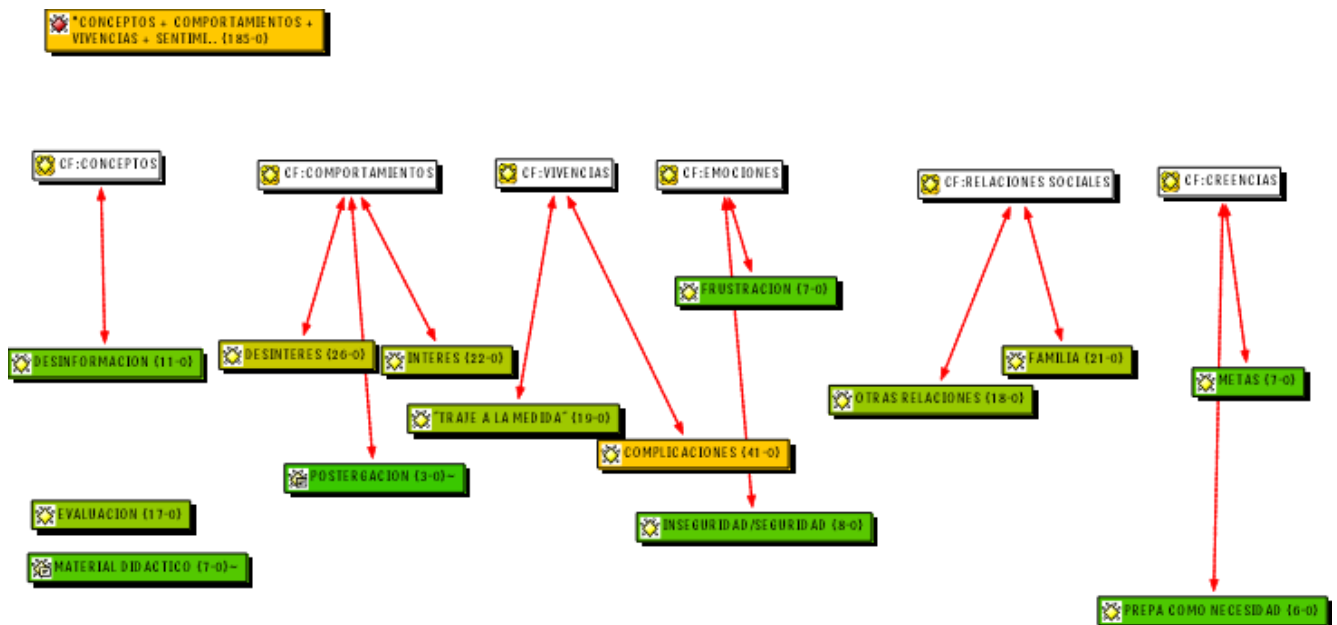 *CONCEPTOS + COMPORTAMIENTOS +
VIVENCIAS + SENTIMI.. {185-0}
CF:CONCEPTOS
CF:COMPORTAMIENTOS
CF:VIVENCIAS
CF:EMOCIONES
CF:RELACIONES SOCIALES
CF:CREENCIAS
FRUSTRACION {7-0}
DESINFORMACION {11-0}
DESINTERES {26-0}
INTERES {22-0}
FAMILIA {21-0}
METAS {7-0}
OTRAS RELACIONES {18-0}
"TRAJE A LA MEDIDA" {19-0}
COMPLICACIONES {41-0}
POSTERGACION {3-0}~
EVALUACION {17-0}
INSEGURIDAD/SEGURIDAD {8-0}
MATERIAL DIDACTICO {7-0}~
PREPA COMO NECESIDAD {6-0}